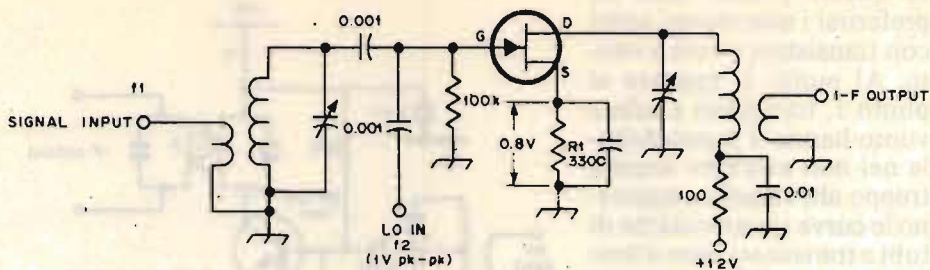 0.001
D
G
f1
S
100k
I-F OUTPUT
SIGNAL INPUT
0.001
0.8V
R1
330C
100
0.01
LO IN
f2
(1V pk-pk)
+12V